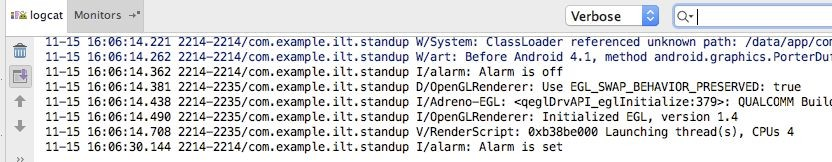 logcat Monitors Verbose
11-15 16:06:14.221 2214-2214/com.example.ilt.standup W/System: ClassLoader referenced unknown path: /data/app/com
11-15 16:06:14.262 2214-2214/com.example.ilt.standup W/art: Before Android 4.1, method android.graphics.PorterDuf
11-15 16:06:14.362 2214-2214/com.example.ilt.standup I/alarm: Alarm is off
11-15 16:06:14.381 2214-2235/com.example.ilt.standup D/OpenGLRenderer: Use EGL_SWAP_BEHAVIOR_PRESERVED: true
11-15 16:06:14.438 2214-2235/com.example.ilt.standup I/Adreno-EGL: <qeglDrvAPI_eglInitialize:379>: QUALCOMM Build
11-15 16:06:14.490 2214-2235/com.example.ilt.standup I/OpenGLRenderer: Initialized EGL, version 1.4
11-15 16:06:14.708 2214-2235/com.example.ilt.standup V/RenderScript: 0xb38be000 Launching thread(s), CPUs 4
11-15 16:06:30.144 2214-2214/com.example.ilt.standup I/alarm: Alarm is set